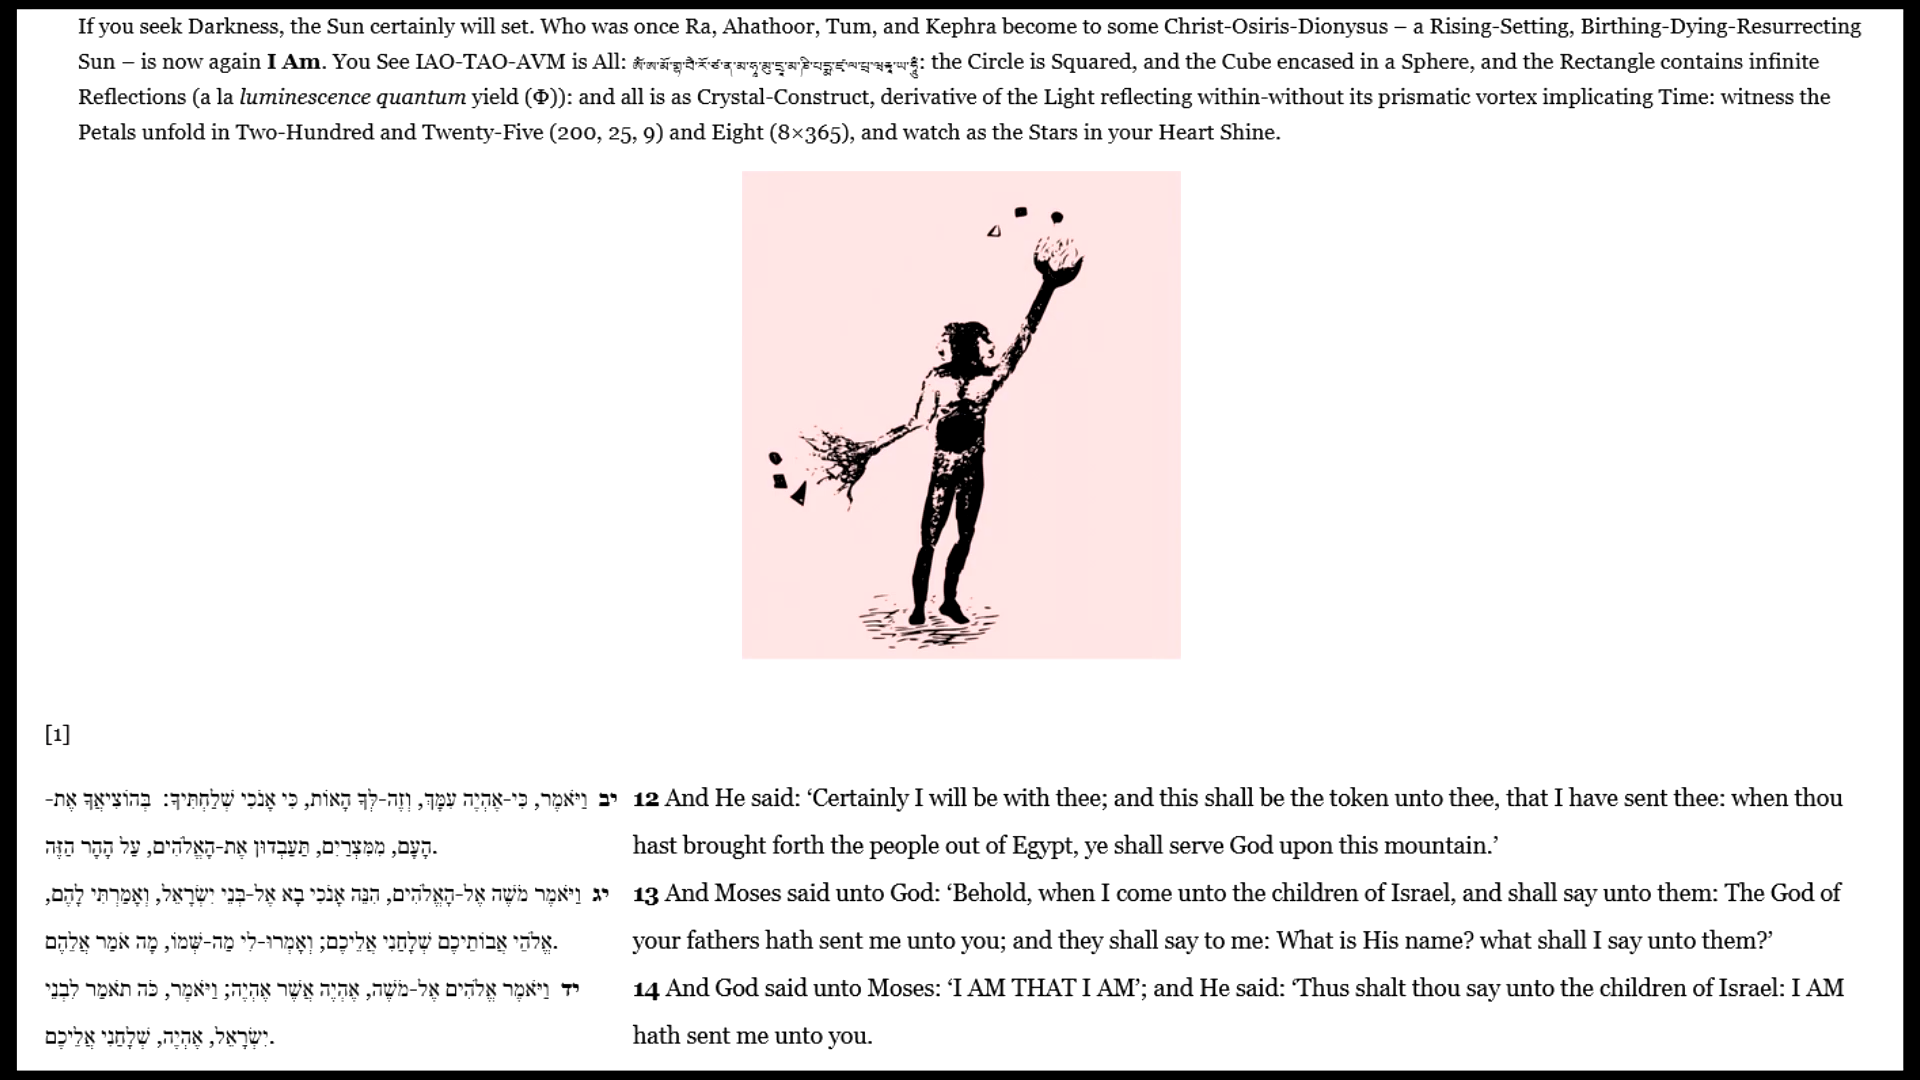 If you seek Darkness, the Sun certainly will set. Who was once Ra, Ahathoor, Tum, and Kephra become to some Christ-Osiris-Dionysus – a Rising-Setting, Birthing-Dying-Resurrecting
Sun – is now again I Am. You See IAO-TAO-AVM is All: : the Circle is Squared, and the Cube encased in a Sphere, and the Rectangle contains infinite
Reflections (a la luminescence quantum yield (Φ)): and all is as Crystal-Construct, derivative of the Light reflecting within-without its prismatic vortex implicating Time: witness the
Petals unfold in Two-Hundred and Twenty-Five (200, 25, 9) and Eight (8×365), and watch as the Stars in your Heart Shine.
[1]
יב וַיֹּאמֶר, כִּי-אֶהְיֶה עִמָּךְ, וְזֶה-לְּךָ הָאוֹת, כִּי אָנֹכִי שְׁלַחְתִּיךָ: בְּהוֹצִיאֲךָ אֶת-
הָעָם, מִמִּצְרַיִם, תַּעַבְדוּן אֶת-הָאֱלֹהִים, עַל הָהָר הַזֶּה.
12 And He said: ‘Certainly I will be with thee; and this shall be the token unto thee, that I have sent thee: when thou
hast brought forth the people out of Egypt, ye shall serve God upon this mountain.’
יג וַיֹּאמֶר מֹשֶׁה אֶל-הָאֱלֹהִים, הִנֵּה אָנֹכִי בָא אֶל-בְּנֵי יִשְׂרָאֵל, וְאָמַרְתִּי לָהֶם,
אֱלֹהֵי אֲבוֹתֵיכֶם שְׁלָחַנִי אֲלֵיכֶם; וְאָמְרוּ-לִי מַה-שְּׁמוֹ, מָה אֹמַר אֲלֵהֶם.
13 And Moses said unto God: ‘Behold, when I come unto the children of Israel, and shall say unto them: The God of
your fathers hath sent me unto you; and they shall say to me: What is His name? what shall I say unto them?’
יד וַיֹּאמֶר אֱלֹהִים אֶל-מֹשֶׁה, אֶהְיֶה אֲשֶׁר אֶהְיֶה; וַיֹּאמֶר, כֹּה תֹאמַר לִבְנֵי
יִשְׂרָאֵל, אֶהְיֶה, שְׁלָחַנִי אֲלֵיכֶם.
14 And God said unto Moses: ‘I AM THAT I AM’; and He said: ‘Thus shalt thou say unto the children of Israel: I AM
hath sent me unto you.